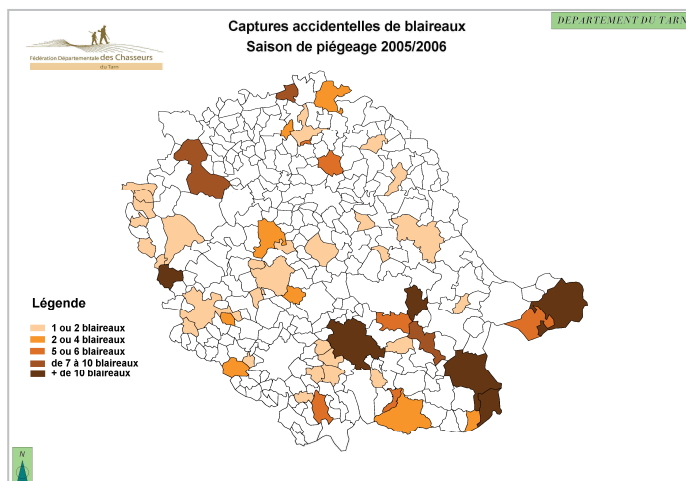 Captures accidentelles de blaireaux
Saison de piégeage 2005/2006
DEPARTEMENT DU TARN
Fédération Départementale des Chasseurs
du Tarn
Légende
1 ou 2 blaireaux
2 ou 4 blaireaux
5 ou 6 blaireaux
de 7 à 10 blaireaux
+ de 10 blaireaux
N